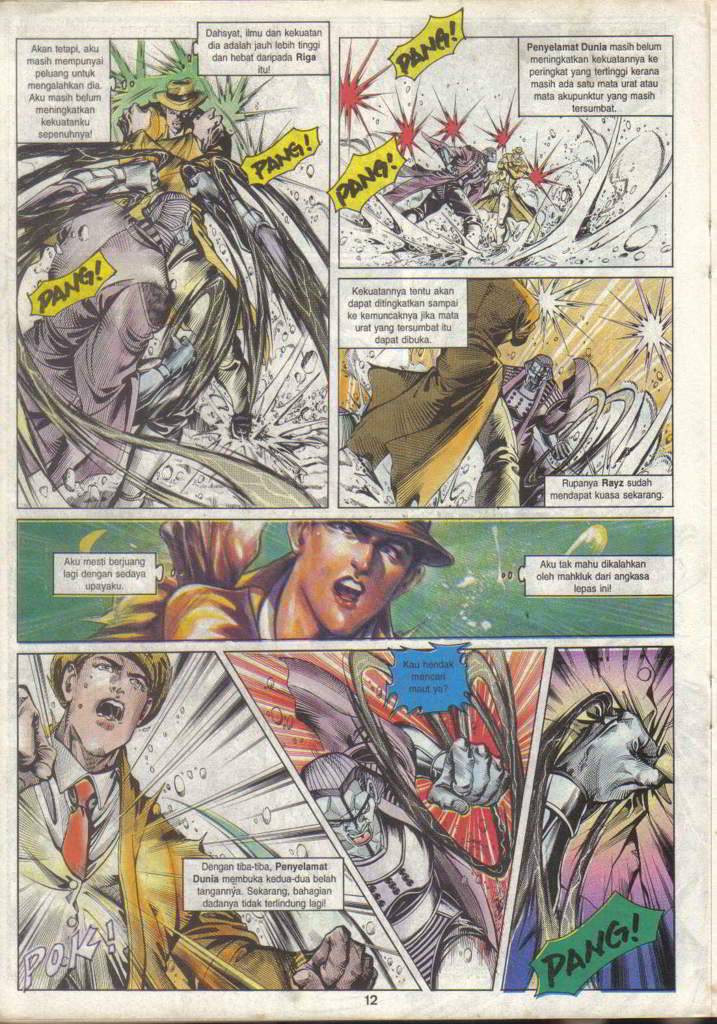 Akan tetapi, aku
masih mempunyai
peluang untuk
mengalahkan dia.
Aku masih belum
meningkatkan
kekuatanku
sepenuhnya!
Dahsyat, ilmu dan kekuatan
dia adalah jauh lebih tinggi
dan hebat daripada Riga
itu!
PANG!
PANG!
PANG!
PANG!
Penyelamat Dunia masih belum
meningkatkan kekuatannya ke
peringkat yang tertinggi kerana
masih ada satu mata urat atau
mata akupunktur yang masih
tersumbat.
Kekuatannya tentu akan
dapat ditingkatkan sampai
ke kemuncaknya jika mata
urat yang tersumbat itu
dapat dibuka.
Rupanya Rayz sudah
mendapat kuasa sekarang.
Aku mesti berjuang
lagi dengan sedaya
upayaku.
Aku tak mahu dikalahkan
oleh mahkluk dari angkasa
lepas ini!
Kau hendak
mencari
maut ya?
Dengan tiba-tiba, Penyelamat
Dunia membuka kedua-dua belah
tangannya. Sekarang, bahagian
dadanya tidak terlindung lagi!
POK!
PANG!
12